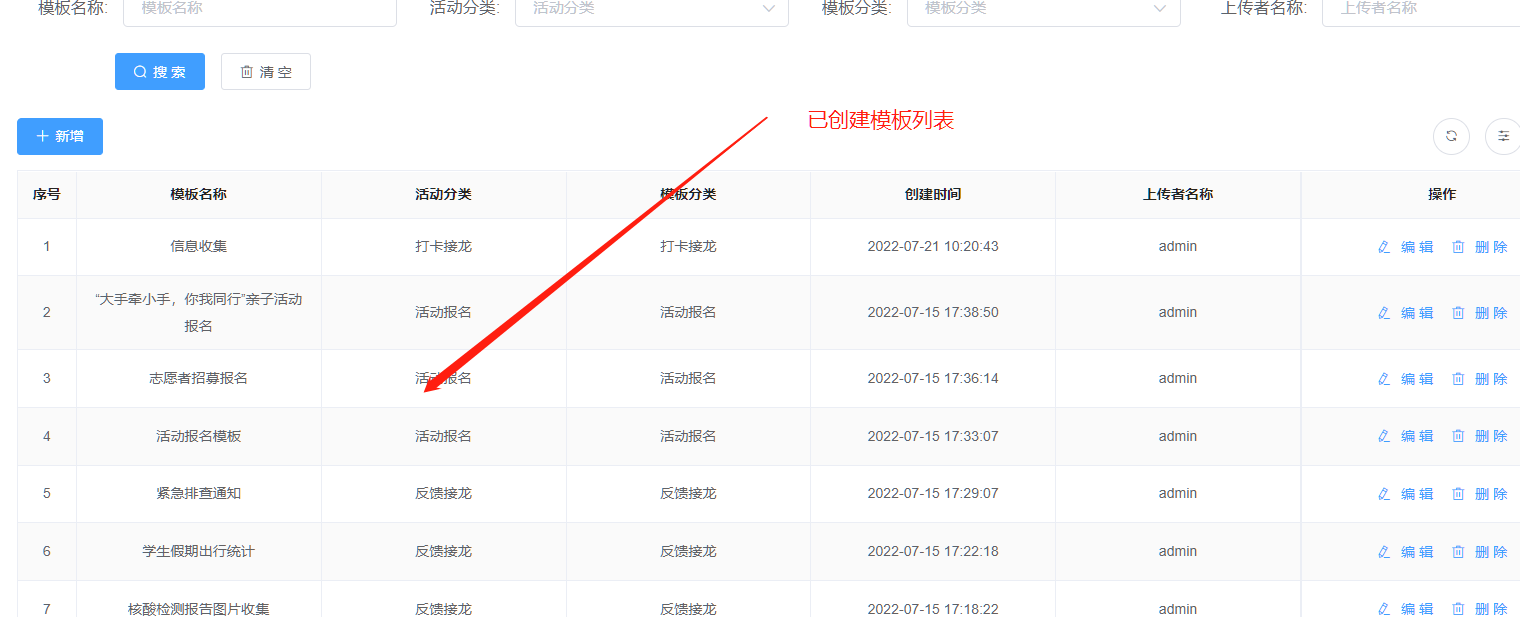 模板名称: 模板名称 活动分类: 活动分类 模板分类: 模板分类 上传者名称: 上传者名称
搜 索 清 空
已创建模板列表
新增
序号 模板名称 活动分类 模板分类 创建时间 上传者名称 操作
1 信息收集 打卡接龙 打卡接龙 2022-07-21 10:20:43 admin 编 辑 删 除
2 “大手牵小手，你我同行”亲子活动
报名 活动报名 活动报名 2022-07-15 17:38:50 admin 编 辑 删 除
3 志愿者招募报名 活动报名 活动报名 2022-07-15 17:36:14 admin 编 辑 删 除
4 活动报名模板 活动报名 活动报名 2022-07-15 17:33:07 admin 编 辑 删 除
5 紧急排查通知 反馈接龙 反馈接龙 2022-07-15 17:29:07 admin 编 辑 删 除
6 学生假期出行统计 反馈接龙 反馈接龙 2022-07-15 17:22:18 admin 编 辑 删 除
7 核酸检测报告图片收集 反馈接龙 反馈接龙 2022-07-15 17:18:22 admin 编 辑 删 除